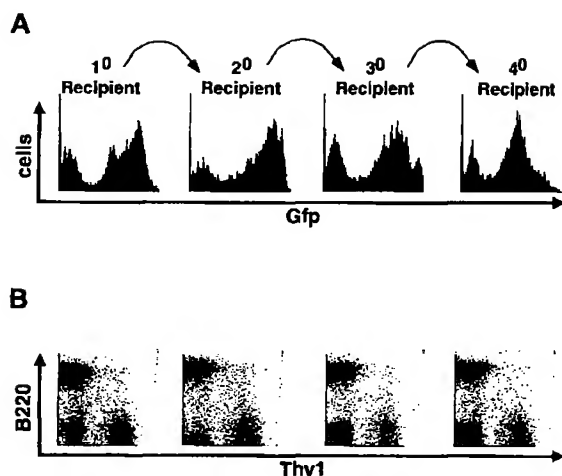 A
1⁰ 2⁰ 3⁰ 4⁰
Recipient Recipient Recipient Recipient
cells
Gfp
B
B220
Thy1